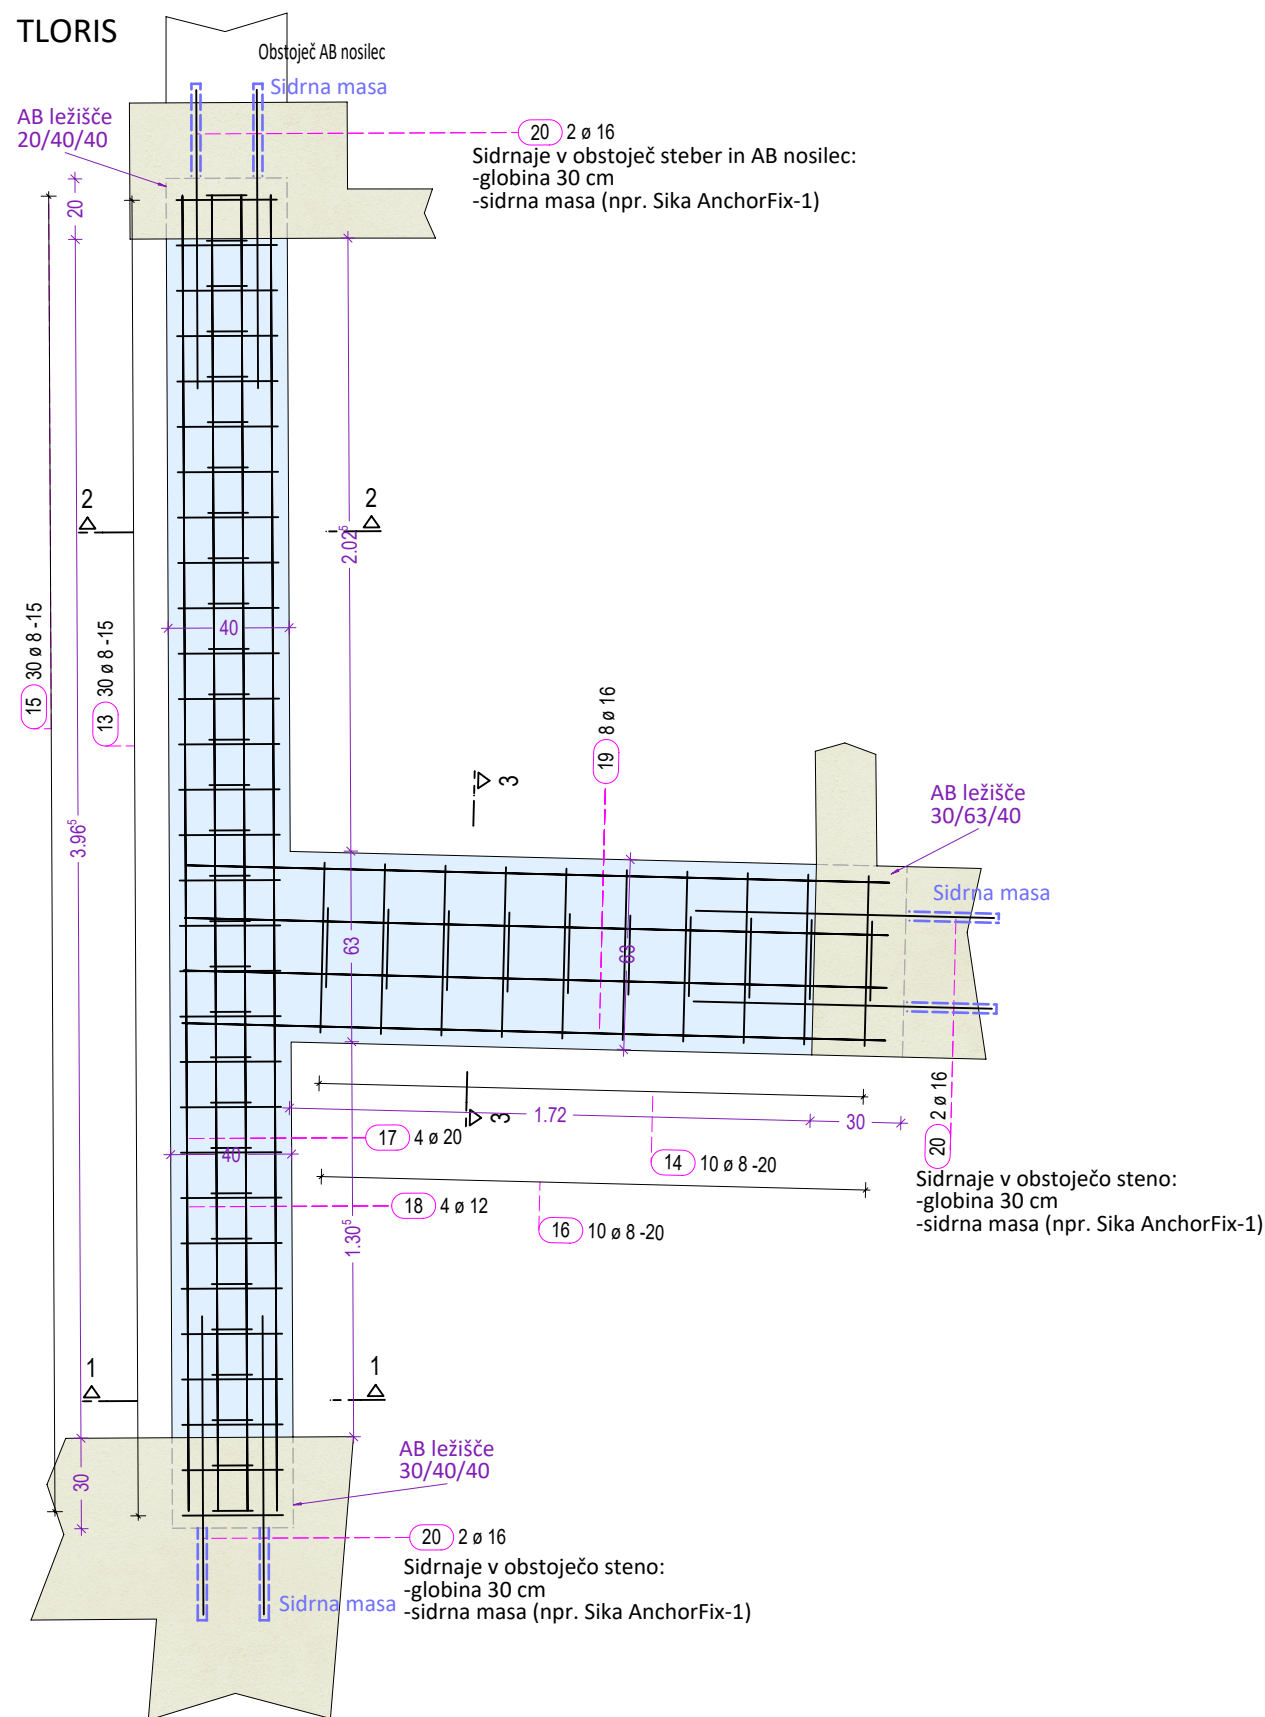 TLORIS
Obstoječ AB nosilec
Sidrna masa
AB ležišče
20/40/40
20 2 ø 16
Sidrnaje v obstoječ steber in AB nosilec:
-globina 30 cm
-sidrna masa (npr. Sika AnchorFix-1)
20
2
2
2.02⁵
40
15 30 ø 8 -15
13 30 ø 8 -15
3.96⁵
19 8 ø 16
3
AB ležišče
30/63/40
Sidrna masa
63
63
20 2 ø 16
3
1.72
30
17 4 ø 20
40
14 10 ø 8 -20
Sidrnaje v obstoječo steno:
-globina 30 cm
-sidrna masa (npr. Sika AnchorFix-1)
18 4 ø 12
16 10 ø 8 -20
1.30⁵
1
1
AB ležišče
30/40/40
30
20 2 ø 16
Sidrnaje v obstoječo steno:
-globina 30 cm
-sidrna masa (npr. Sika AnchorFix-1)
Sidrna masa